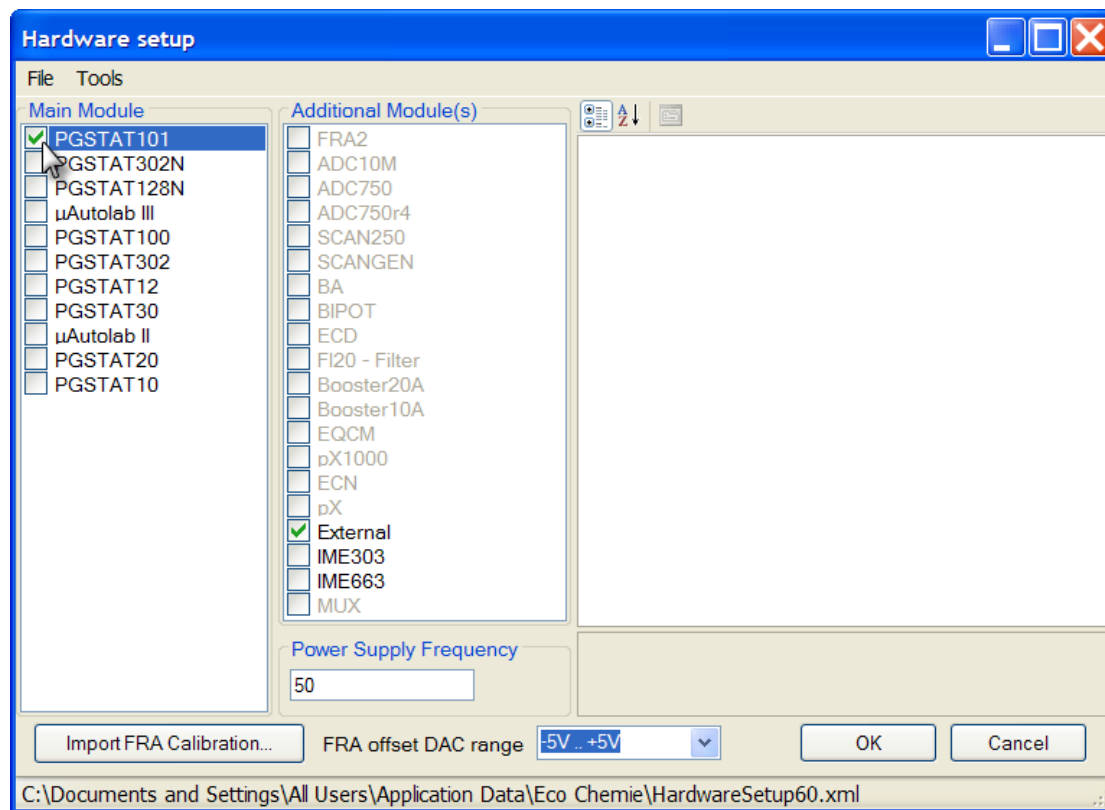 Hardware setup
File Tools
Main Module
PGSTAT101
PGSTAT302N
PGSTAT128N
µAutolab III
PGSTAT100
PGSTAT302
PGSTAT12
PGSTAT30
µAutolab II
PGSTAT20
PGSTAT10
Additional Module(s)
FRA2
ADC10M
ADC750
ADC750r4
SCAN250
SCANGEN
BA
BIPOT
ECD
FI20 - Filter
Booster20A
Booster10A
EQCM
pX1000
ECN
pX
External
IME303
IME663
MUX
Power Supply Frequency
50
A
Z
Import FRA Calibration...
FRA offset DAC range
-5V .. +5V
OK
Cancel
C:\Documents and Settings\All Users\Application Data\Eco Chemie\HardwareSetup60.xml